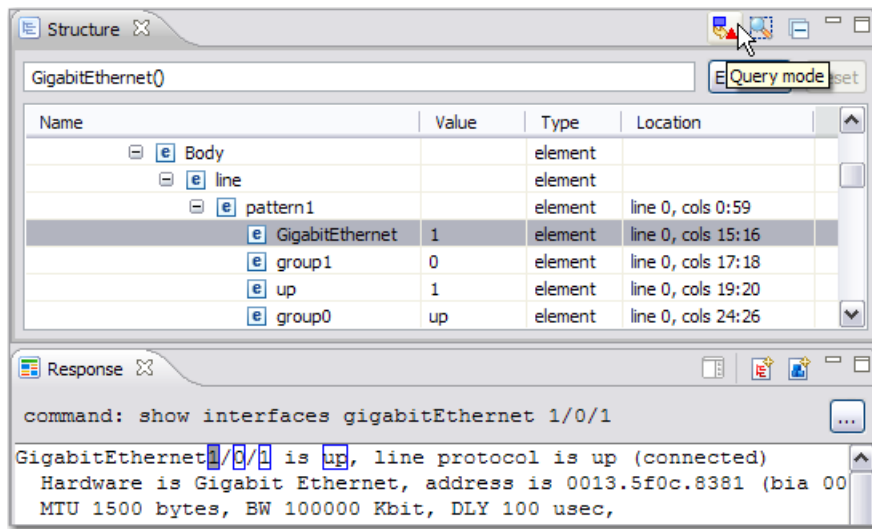 Structure
GigabitEthernet()
Query mode
Name Value Type Location
e Body element
e line element
e pattern1 element line 0, cols 0:59
e GigabitEthernet 1 element line 0, cols 15:16
e group1 0 element line 0, cols 17:18
e up 1 element line 0, cols 19:20
e group0 up element line 0, cols 24:26
Response
command: show interfaces gigabitEthernet 1/0/1
...
GigabitEthernet1/0/1 is up, line protocol is up (connected)
Hardware is Gigabit Ethernet, address is 0013.5f0c.8381 (bia 00
MTU 1500 bytes, BW 100000 Kbit, DLY 100 usec,